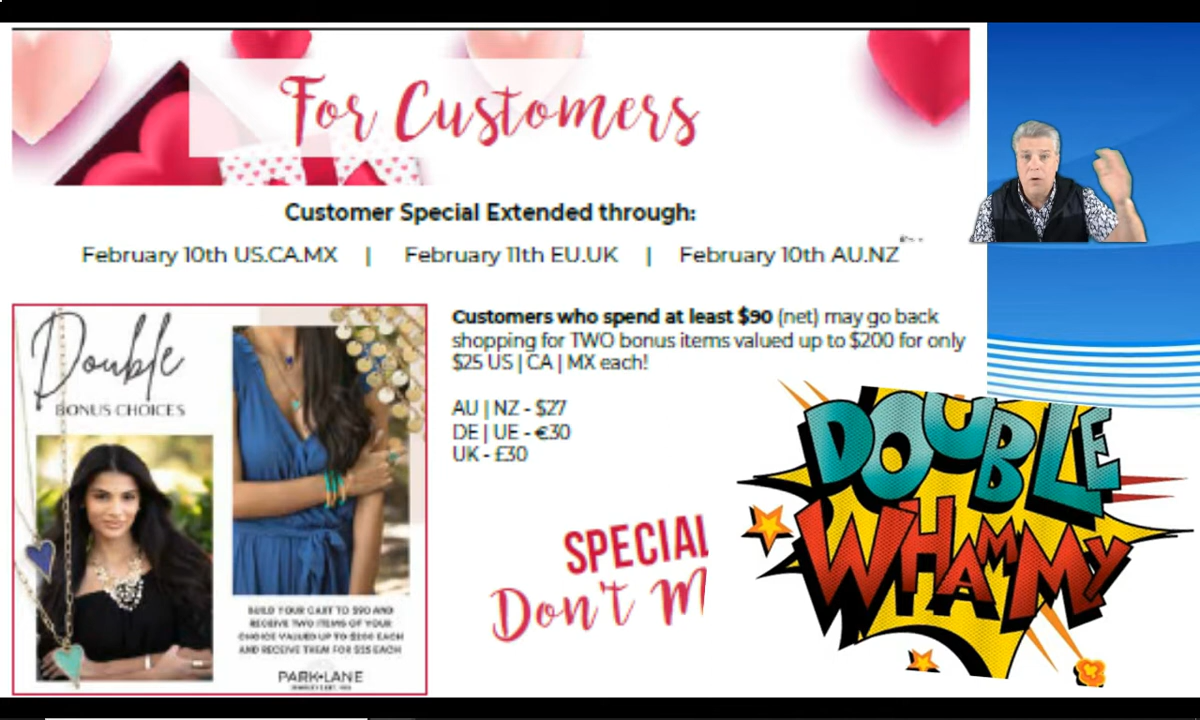 For Customers
Customer Special Extended through:
February 10th US.CA.MX | February 11th EU.UK | February 10th AU.NZ
Double
BONUS CHOICES
BUILD YOUR CART TO $90 AND
RECEIVE TWO ITEMS OF YOUR
CHOICE VALUED UP TO $200 EACH
AND RECEIVE THEM FOR $25 EACH
PARK LANE
Customers who spend at least $90 (net) may go back
shopping for TWO bonus items valued up to $200 for only
$25 US | CA | MX each!
AU | NZ - $27
DE | UE - €30
UK - £30
SPECIAL
Don't M
DOUBLE
WHAMMY